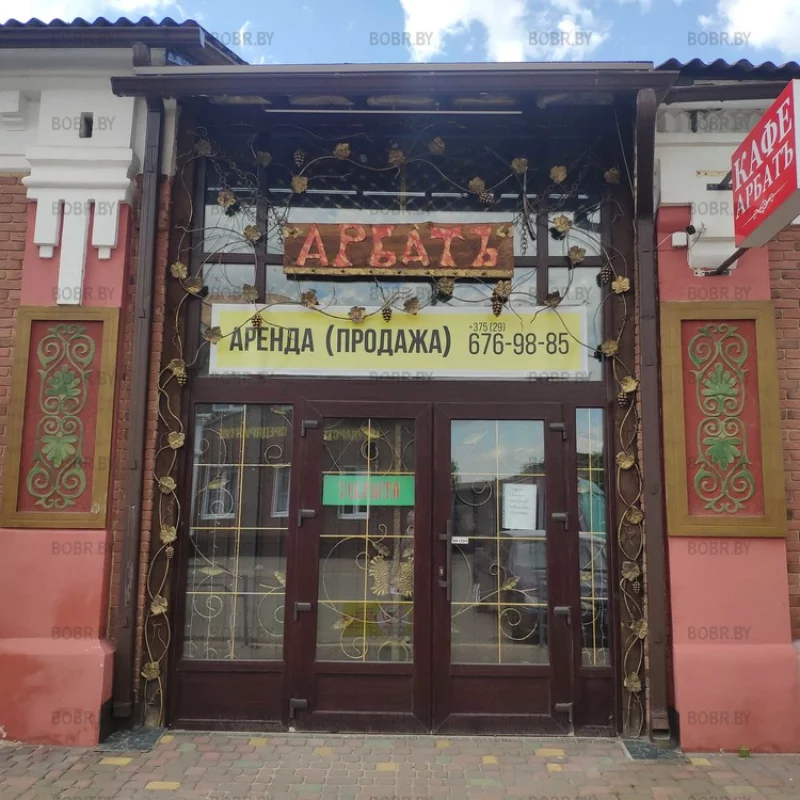 АРБАТЪ
КАФЕ
АРБАТЪ
АРЕНДА (ПРОДАЖА)
+375 (29)
676-98-85
BOBR.BY